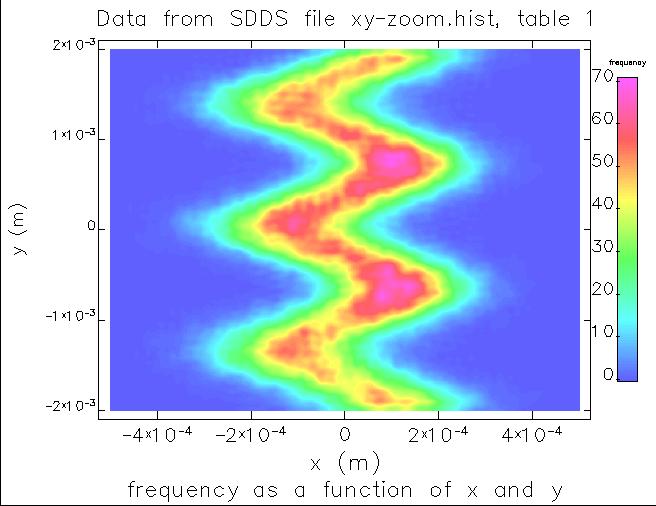 Data from SDDS file xy-zoom.hist, table 1
frequency
2×10⁻³
1×10⁻³
0
−1×10⁻³
−2×10⁻³
y (m)
70
60
50
40
30
20
10
0
−4×10⁻⁴ −2×10⁻⁴ 0 2×10⁻⁴ 4×10⁻⁴
x (m)
frequency as a function of x and y